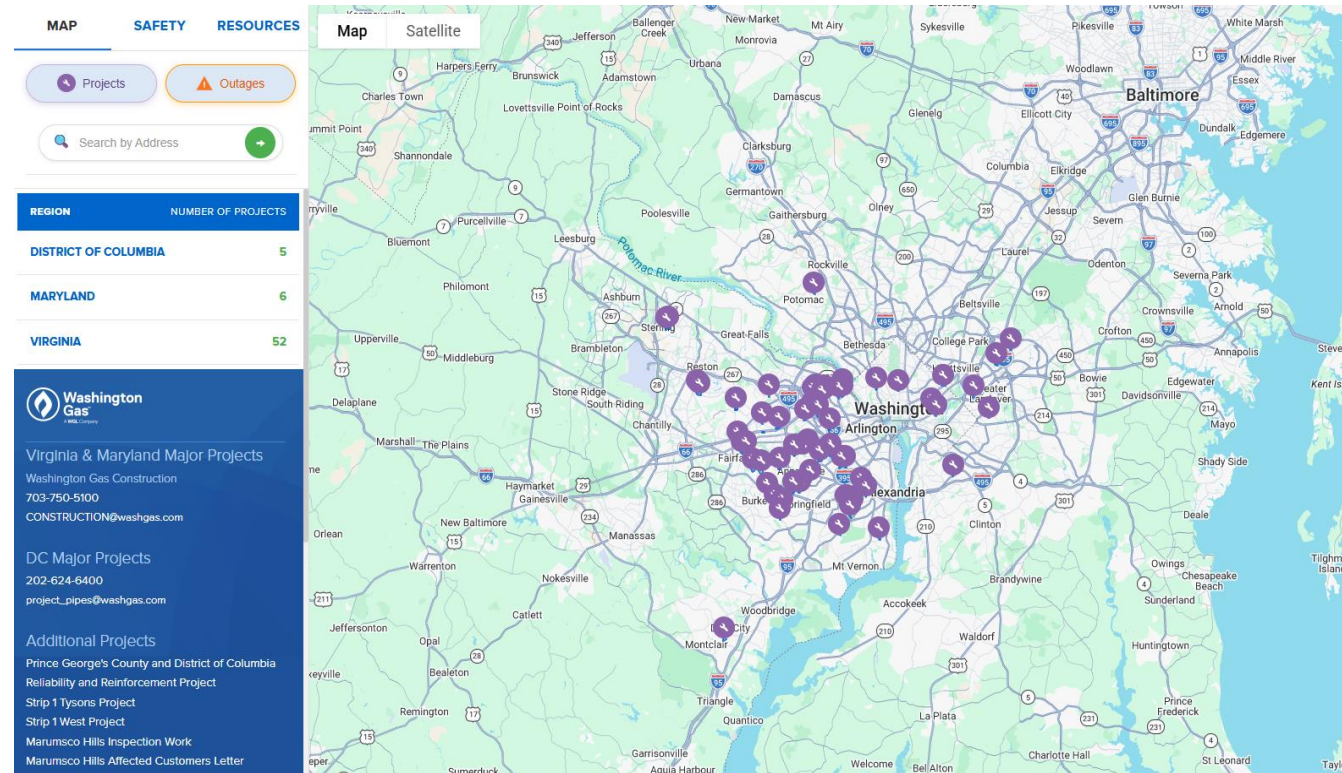 MAP SAFETY RESOURCES
Projects Outages
Search by Address
REGION NUMBER OF PROJECTS
DISTRICT OF COLUMBIA 5
MARYLAND 6
VIRGINIA 52
Washington
Gas
A WGL Company
Virginia & Maryland Major Projects
Washington Gas Construction
703-750-5100
CONSTRUCTION@washgas.com
DC Major Projects
202-624-6400
project_pipes@washgas.com
Additional Projects
Prince George's County and District of Columbia
Reliability and Reinforcement Project
Strip 1 Tysons Project
Strip 1 West Project
Marumsco Hills Inspection Work
Marumsco Hills Affected Customers Letter
Map Satellite
Ballenger
Creek
New Market
Mt Airy
Sykesville
Pikesville
White Marsh
Jefferson
Monrovia
Middle River
Harpers Ferry
Brunswick
Adamstown
Urbana
Woodlawn
Essex
Charles Town
Lovettsville
Point of Rocks
Damascus
Glenelg
Ellicott City
Baltimore
Dundalk
Edgemere
Shannondale
Clarksburg
Columbia
Elkridge
Germantown
Glen Burnie
Purcellville
Poolesville
Gaithersburg
Olney
Jessup
Severn
Bluemont
Leesburg
Potomac River
Rockville
Laurel
Odenton
Severna Park
Philomont
Ashburn
Potomac
Beltsville
Crownsville
Arnold
Upperville
Middleburg
Brambleton
Great Falls
Bethesda
College Park
Crofton
Annapolis
Reston
Bowie
Edgewater
Kent Is
Delaplane
Stone Ridge
South Riding
Chantilly
Arlington
Davidsonville
Mayo
Marshall
The Plains
Shady Side
Haymarket
Gainesville
Burke
Clinton
Deale
Orlean
New Baltimore
Manassas
Warrenton
Nokesville
Mt Vernon
Brandywine
Owings
Chesapeake
Beach
Sunderland
Catlett
Woodbridge
Accokeek
Jeffersonton
Opal
Montclair
Waldorf
Huntingtown
Bealeton
Triangle
Remington
Quantico
La Plata
Prince
Frederick
Garrisonville
Aquia Harbour
Welcome
Bel Alton
Charlotte Hall
St Leonard